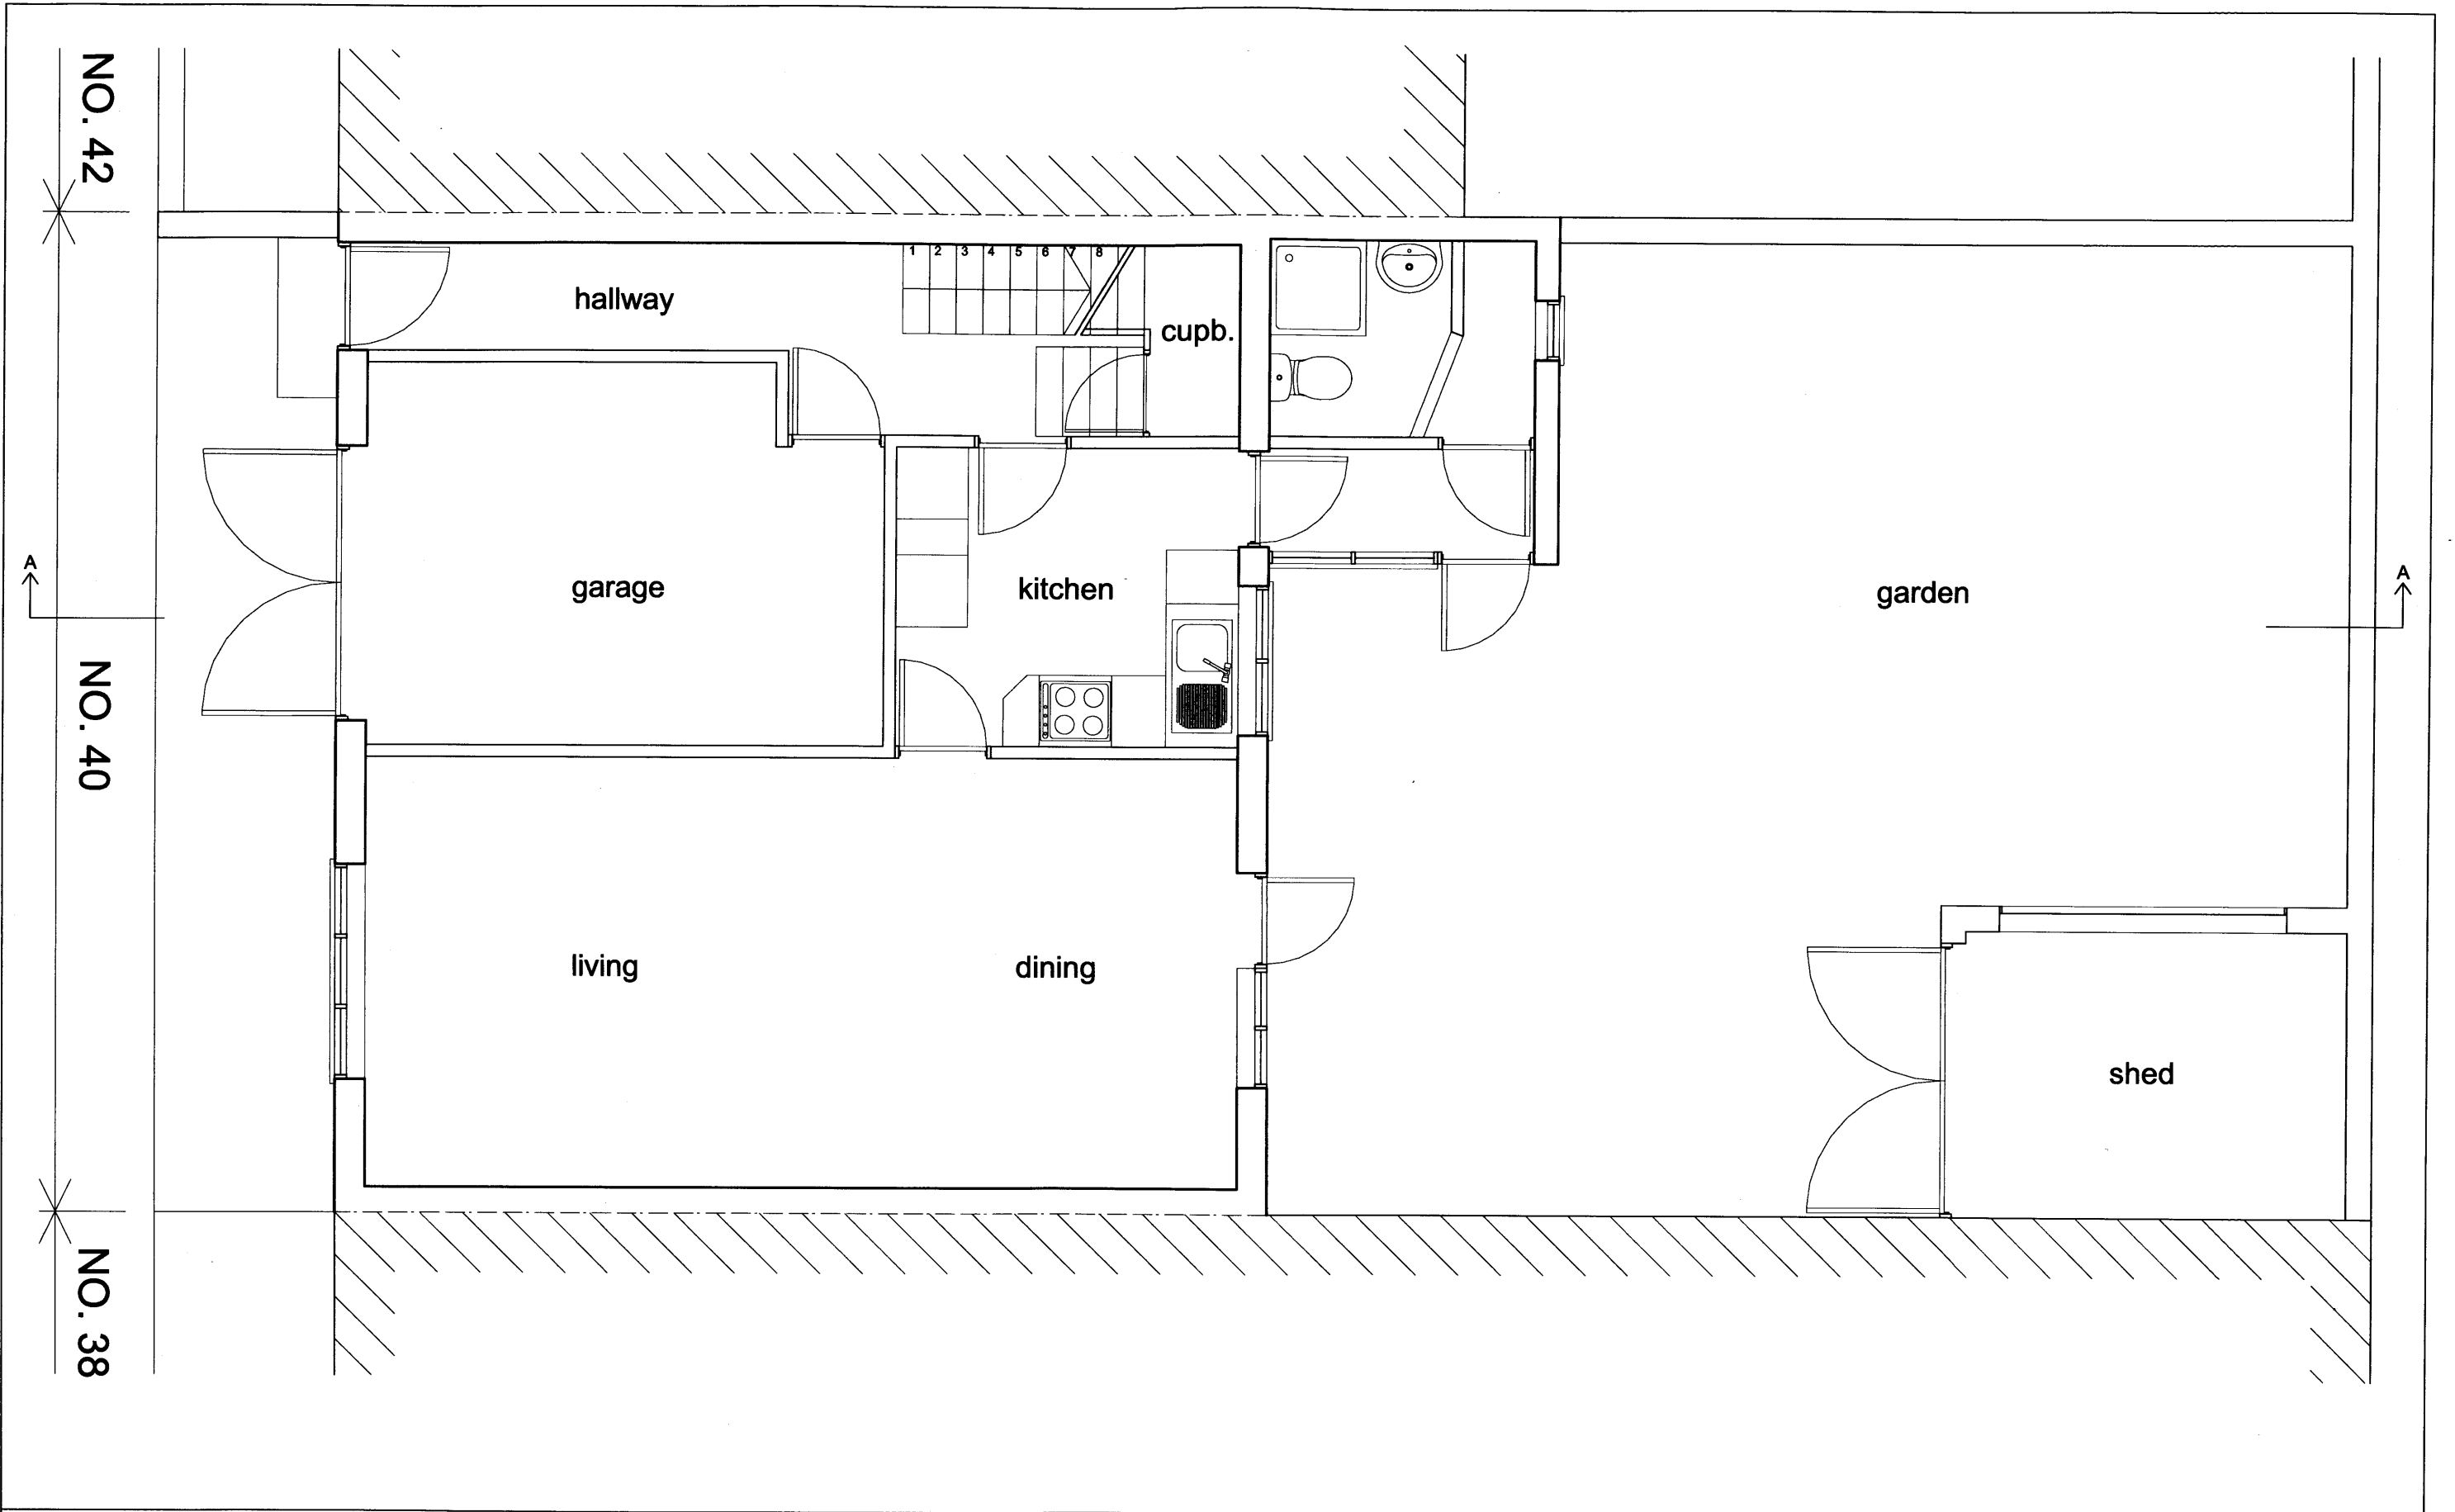 NO. 42
1 2 3 4 5 6 7 8
hallway
cupb.
A
A
garage
kitchen
garden
NO. 40
living
dining
shed
NO. 38